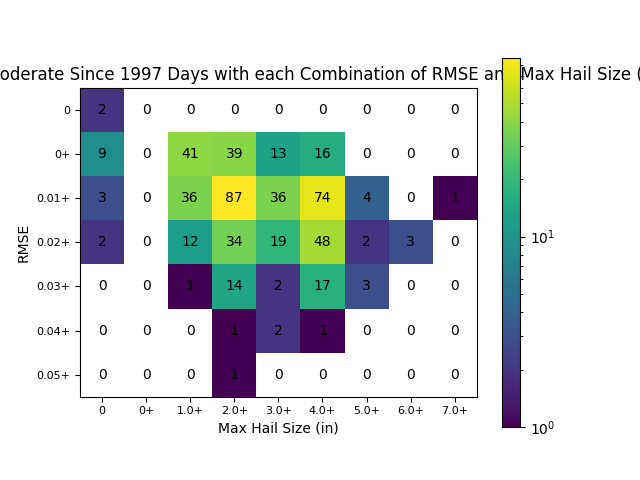 oderate Since 1997 Days with each Combination of RMSE an Max Hail Size (
RMSE
0 2 0 0 0 0 0 0 0 0
0+ 9 0 41 39 13 16 0 0 0
0.01+ 3 0 36 87 36 74 4 0 1
0.02+ 2 0 12 34 19 48 2 3 0
0.03+ 0 0 1 14 2 17 3 0 0
0.04+ 0 0 0 1 2 1 0 0 0
0.05+ 0 0 0 1 0 0 0 0 0
0 0+ 1.0+ 2.0+ 3.0+ 4.0+ 5.0+ 6.0+ 7.0+
Max Hail Size (in)
10¹
10⁰